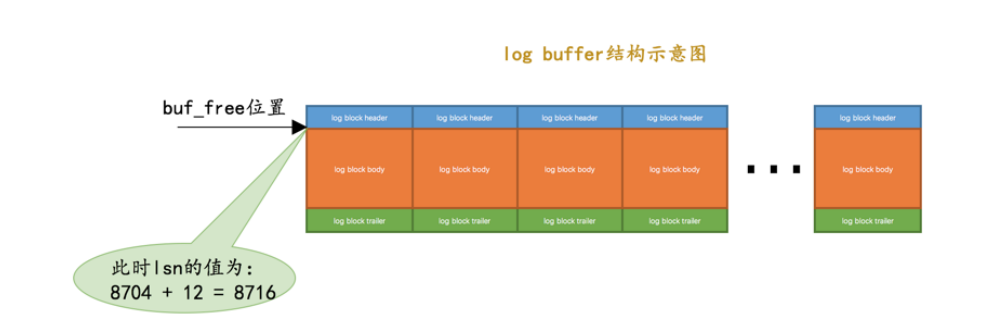 log buffer结构示意图
buf_free位置
log block header
log block header
log block header
log block header
log block header
log block body
log block body
log block body
log block body
log block body
log block trailer
log block trailer
log block trailer
log block trailer
log block trailer
此时lsn的值为:
8704 + 12 = 8716